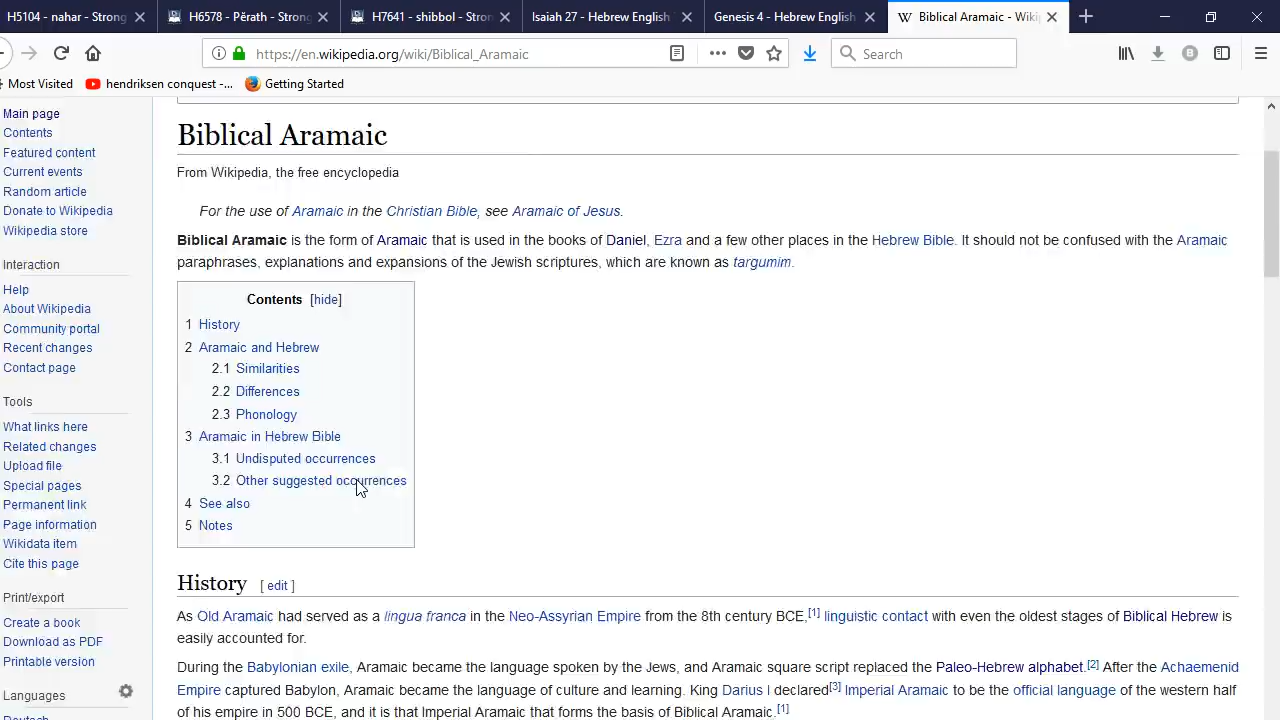 H5104 - nahar - Strong
H6578 - Pĕrath - Strong
H7641 - shibbol - Stron
Isaiah 27 - Hebrew English
Genesis 4 - Hebrew English
Biblical Aramaic - Wiki
https://en.wikipedia.org/wiki/Biblical_Aramaic
Search
Most Visited
hendriksen conquest -...
Getting Started
Main page
Contents
Featured content
Current events
Random article
Donate to Wikipedia
Wikipedia store
Interaction
Help
About Wikipedia
Community portal
Recent changes
Contact page
Tools
What links here
Related changes
Upload file
Special pages
Permanent link
Page information
Wikidata item
Cite this page
Print/export
Create a book
Download as PDF
Printable version
Languages
Deutsch
Biblical Aramaic
From Wikipedia, the free encyclopedia
For the use of Aramaic in the Christian Bible, see Aramaic of Jesus.
Biblical Aramaic is the form of Aramaic that is used in the books of Daniel, Ezra and a few other places in the Hebrew Bible. It should not be confused with the Aramaic
paraphrases, explanations and expansions of the Jewish scriptures, which are known as targumim.
Contents [hide]
1 History
2 Aramaic and Hebrew
2.1 Similarities
2.2 Differences
2.3 Phonology
3 Aramaic in Hebrew Bible
3.1 Undisputed occurrences
3.2 Other suggested occurrences
4 See also
5 Notes
History [ edit ]
As Old Aramaic had served as a lingua franca in the Neo-Assyrian Empire from the 8th century BCE,[1] linguistic contact with even the oldest stages of Biblical Hebrew is
easily accounted for.
During the Babylonian exile, Aramaic became the language spoken by the Jews, and Aramaic square script replaced the Paleo-Hebrew alphabet.[2] After the Achaemenid
Empire captured Babylon, Aramaic became the language of culture and learning. King Darius I declared[3] Imperial Aramaic to be the official language of the western half
of his empire in 500 BCE, and it is that Imperial Aramaic that forms the basis of Biblical Aramaic.[1]